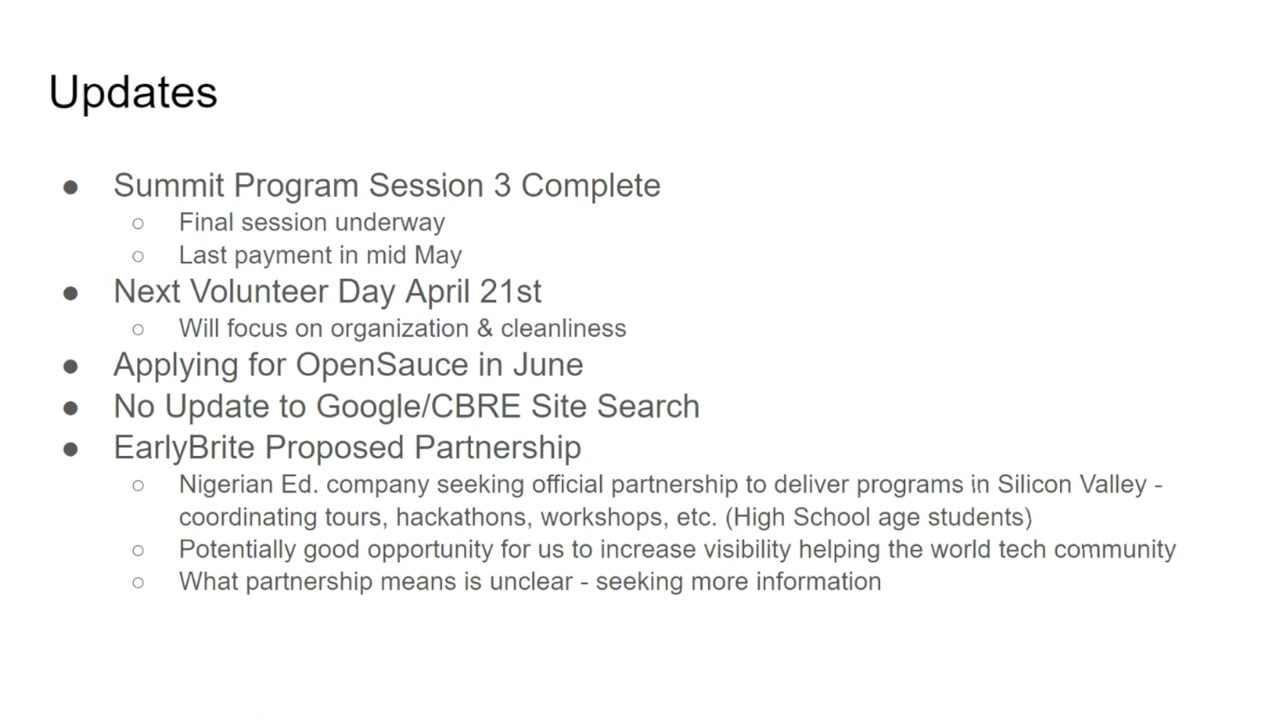 Updates
● Summit Program Session 3 Complete
○ Final session underway
○ Last payment in mid May
● Next Volunteer Day April 21st
○ Will focus on organization & cleanliness
● Applying for OpenSauce in June
● No Update to Google/CBRE Site Search
● EarlyBrite Proposed Partnership
○ Nigerian Ed. company seeking official partnership to deliver programs in Silicon Valley -
coordinating tours, hackathons, workshops, etc. (High School age students)
○ Potentially good opportunity for us to increase visibility helping the world tech community
○ What partnership means is unclear - seeking more information